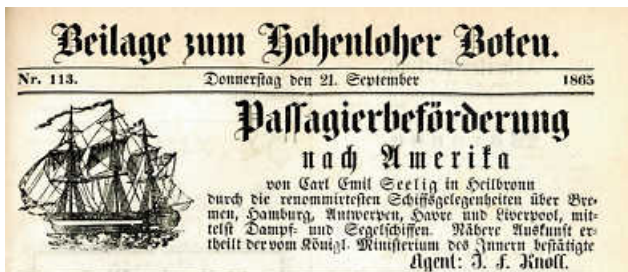 Beilage zum Hohenloher Boten.
Nr. 113. Donnerstag den 21. September 1865
Passagierbeförderung
nach Amerika
von Carl Emil Seelig in Heilbronn
durch die renommirtesten Schiffsgelegenheiten über Bre-
men, Hamburg, Antwerpen, Havre und Liverpool, mit-
telst Dampf- und Segelschiffen. Nähere Auskunft er-
theilt der vom Königl. Ministerium des Innern bestätigte
Agent: J. F. Knoll.